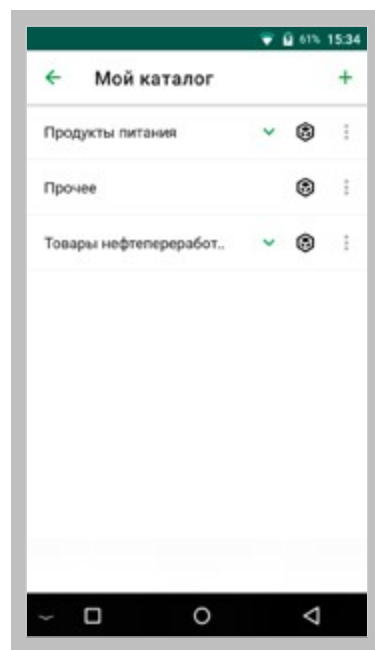 61% 15:34
Мой каталог
Продукты питания
Прочее
Товары нефтепереработ..